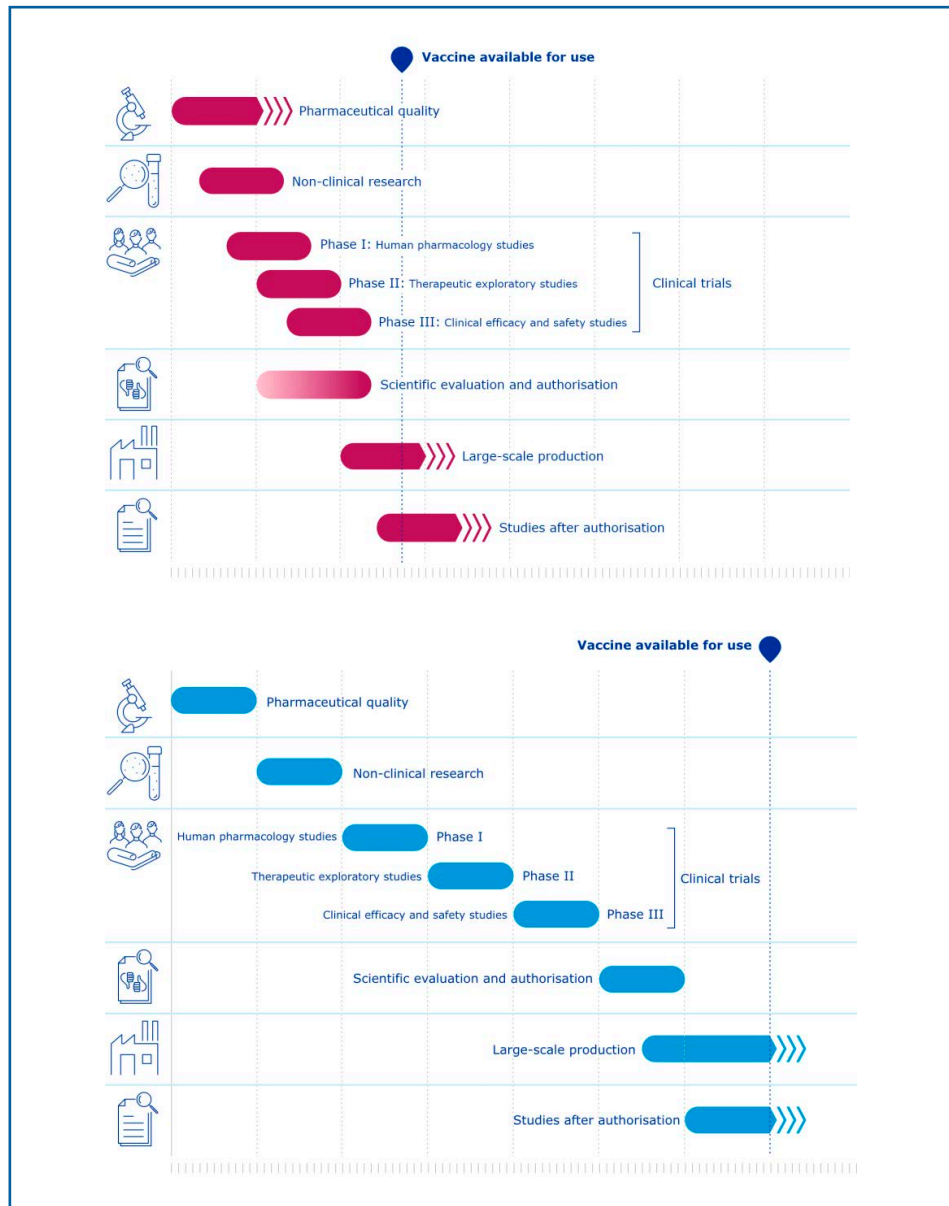 Vaccine available for use
Pharmaceutical quality
Non-clinical research
Phase I: Human pharmacology studies
Phase II: Therapeutic exploratory studies
Clinical trials
Phase III: Clinical efficacy and safety studies
Scientific evaluation and authorisation
Large-scale production
Studies after authorisation
Vaccine available for use
Pharmaceutical quality
Non-clinical research
Human pharmacology studies Phase I
Therapeutic exploratory studies Phase II
Clinical trials
Clinical efficacy and safety studies Phase III
Scientific evaluation and authorisation
Large-scale production
Studies after authorisation